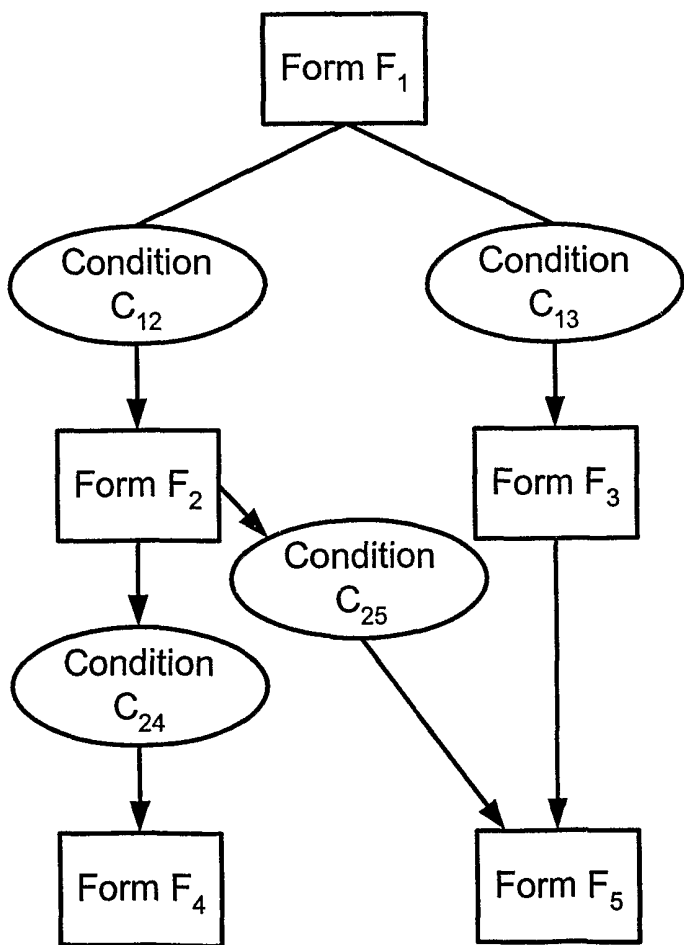 Form F₁
Condition
C₁₂
Condition
C₁₃
Form F₂
Form F₃
Condition
C₂₅
Condition
C₂₄
Form F₄
Form F₅